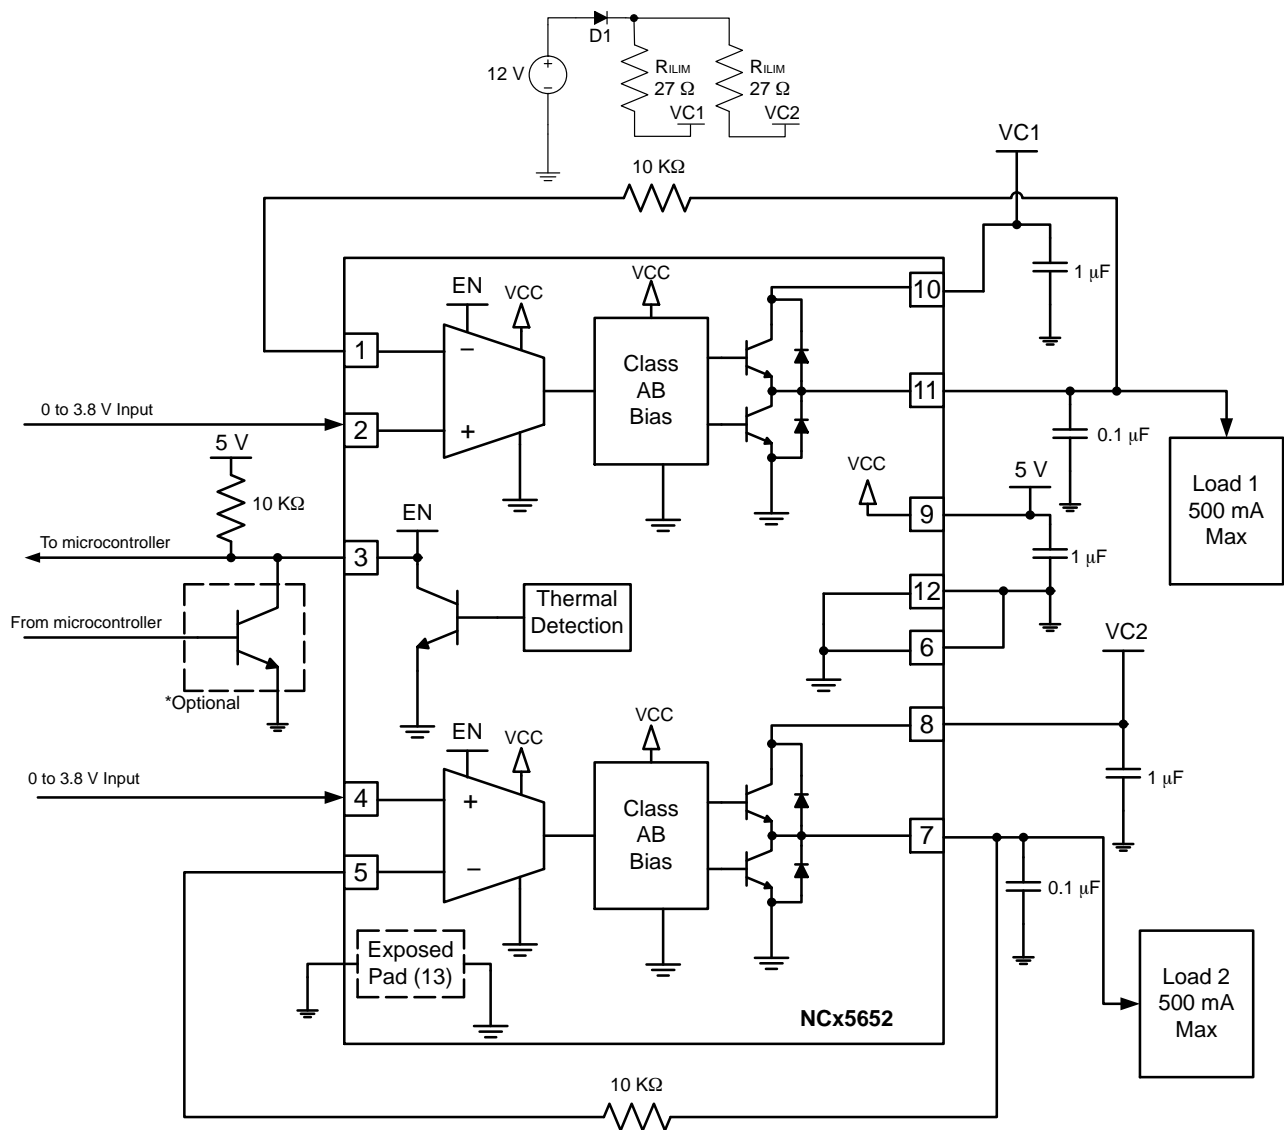 D1
12 V
+
−
RILIM
27 Ω
VC1
RILIM
27 Ω
VC2
VC1
10 KΩ
1 μF
EN
VCC
VCC
10
1
−
Class
AB
Bias
11
0 to 3.8 V Input
2
+
0.1 μF
5 V
VCC
5 V
Load 1
500 mA
Max
10 KΩ
EN
9
To microcontroller
3
1 μF
12
From microcontroller
Thermal
Detection
6
VC2
*Optional
EN
VCC
VCC
8
0 to 3.8 V Input
4
+
Class
AB
Bias
1 μF
7
5
−
0.1 μF
Exposed
Pad (13)
Load 2
500 mA
Max
NCx5652
10 KΩ